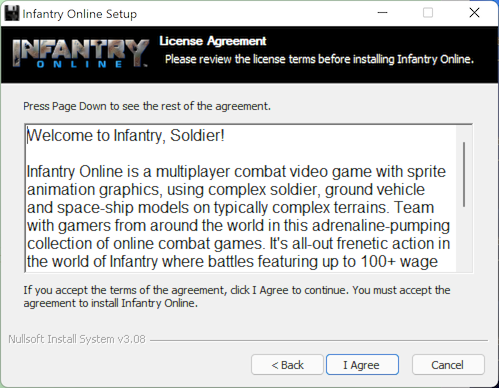 Infantry Online Setup
INFANTRY
ONLINE
License Agreement
Please review the license terms before installing Infantry Online.
Press Page Down to see the rest of the agreement.
Welcome to Infantry, Soldier!
Infantry Online is a multiplayer combat video game with sprite
animation graphics, using complex soldier, ground vehicle
and space-ship models on typically complex terrains. Team
with gamers from around the world in this adrenaline-pumping
collection of online combat games. It's all-out frenetic action in
the world of Infantry where battles featuring up to 100+ wage
If you accept the terms of the agreement, click I Agree to continue. You must accept the
agreement to install Infantry Online.
Nullsoft Install System v3.08
< Back
I Agree
Cancel